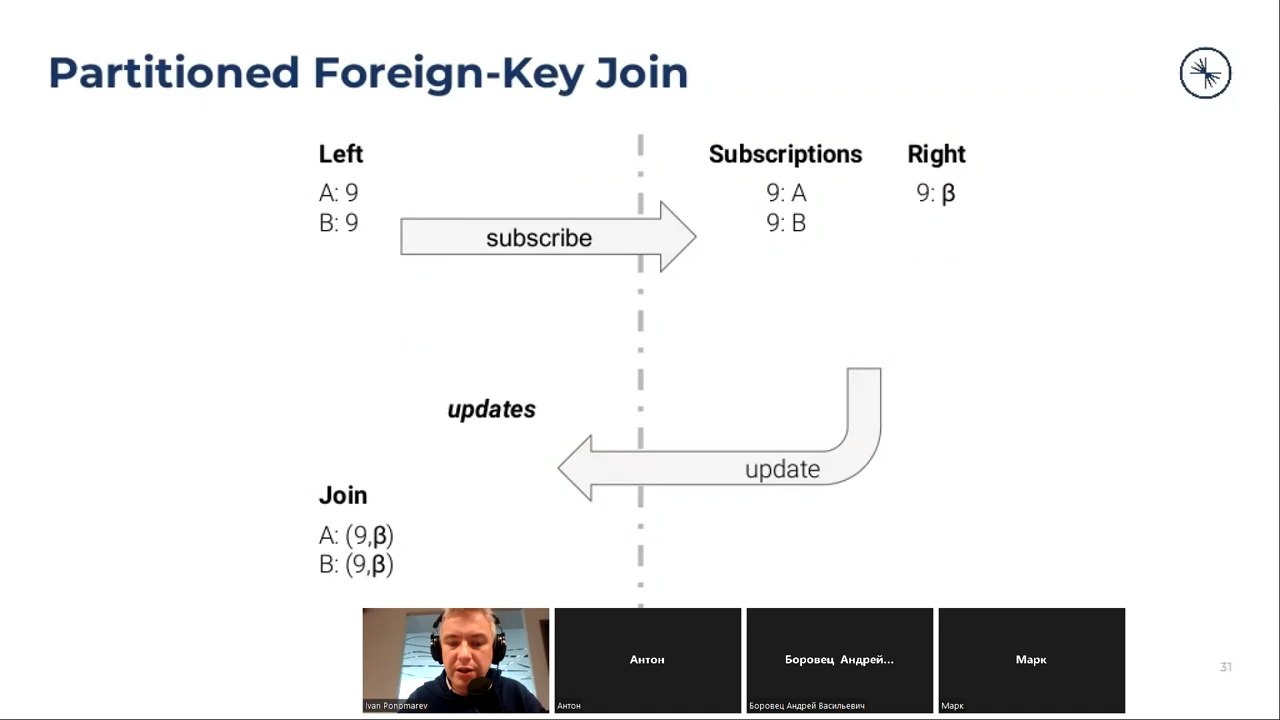 Partitioned Foreign-Key Join
Left
A: 9
B: 9
subscribe
Subscriptions
9: A
9: B
Right
9: β
updates
update
Join
A: (9,β)
B: (9,β)
Ivan Ponomarev
Антон
Антон
Боровец Андрей...
Боровец Андрей Васильевич
Марк
Марк
31